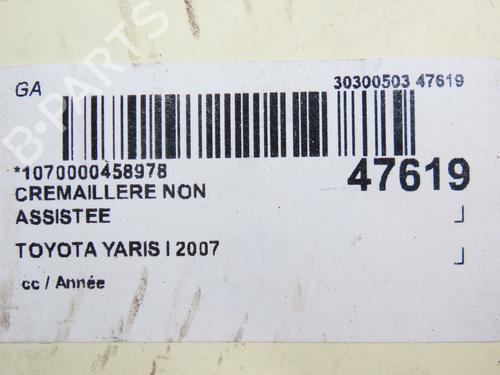 GA
30300503 47619
*1070000458978
47619
CREMAILLERE NON
ASSISTEE
TOYOTA YARIS I 2007
cc / Année
B-PARTS